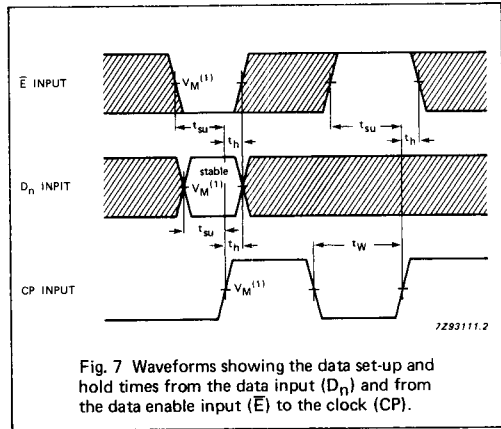 E̅ INPUT
V_M(1)
t_su
t_su
t_h
t_h
stable
D_n INPIT
V_M(1)
t_su
t_h
t_W
CP INPUT
V_M(1)
7Z93111.2
Fig. 7 Waveforms showing the data set-up and
hold times from the data input (D_n) and from
the data enable input (E̅) to the clock (CP).